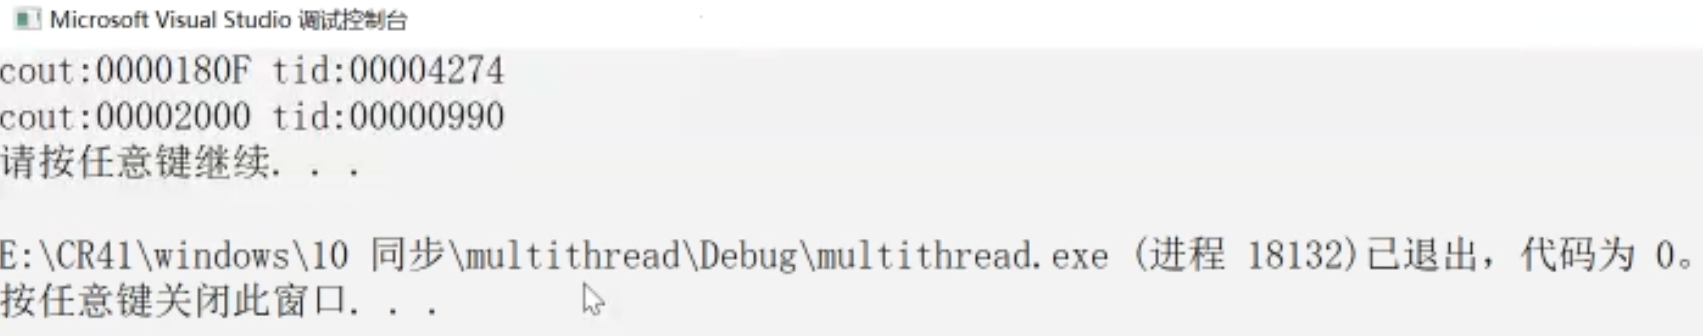 Microsoft Visual Studio 调试控制台
cout:0000180F tid:00004274
cout:00002000 tid:00000990
请按任意键继续. . .
E:\CR41\windows\10 同步\multithread\Debug\multithread.exe (进程 18132)已退出，代码为 0。
按任意键关闭此窗口. . .